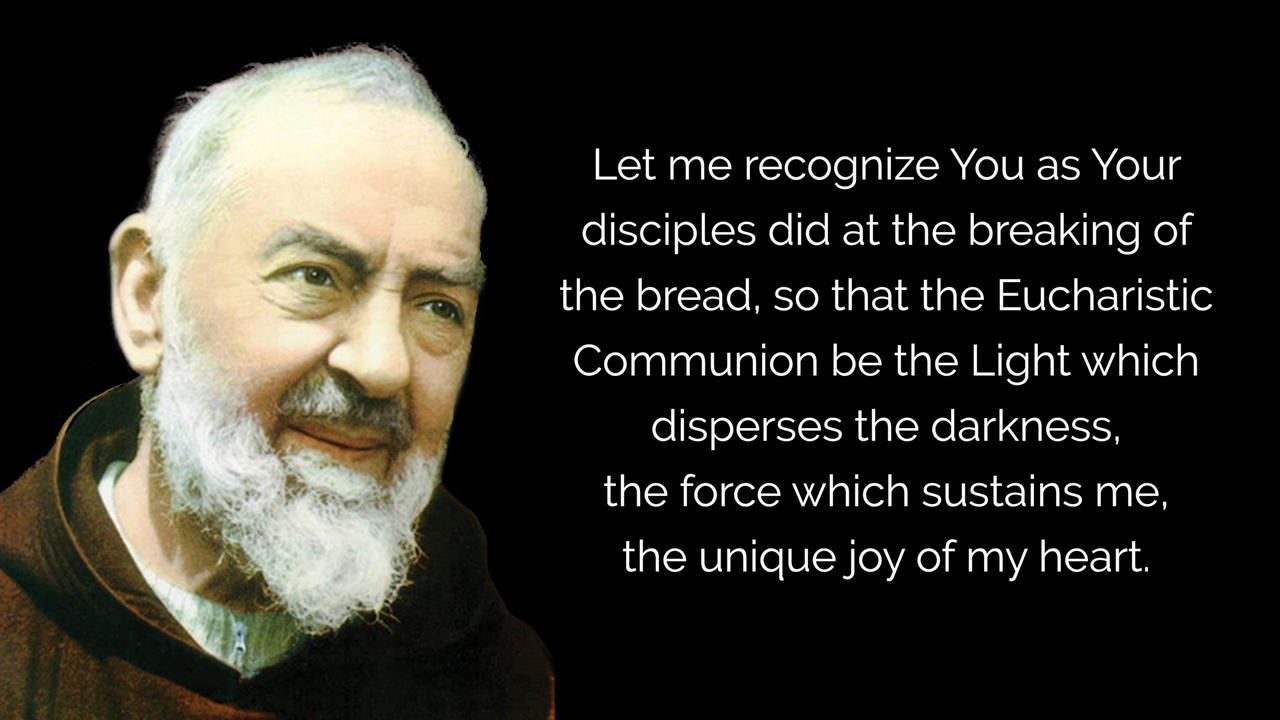 Let me recognize You as Your
disciples did at the breaking of
the bread, so that the Eucharistic
Communion be the Light which
disperses the darkness,
the force which sustains me,
the unique joy of my heart.